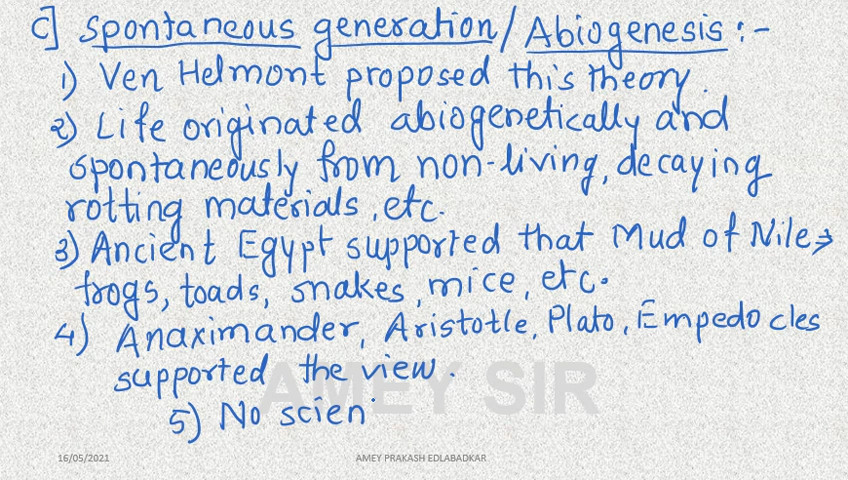 C] Spontaneous generation/Abiogenesis :-
1) Ven Helmont proposed this theory.
2) Life originated abiogenetically and
spontaneously from non-living, decaying
rotting materials, etc.
3) Ancient Egypt supported that Mud of Nile →
frogs, toads, snakes, mice, etc.
4) Anaximander, Aristotle, Plato, Empedocles
supported the view.
AMEY SIR
5) No scien
16/05/2021 AMEY PRAKASH EDLABADKAR